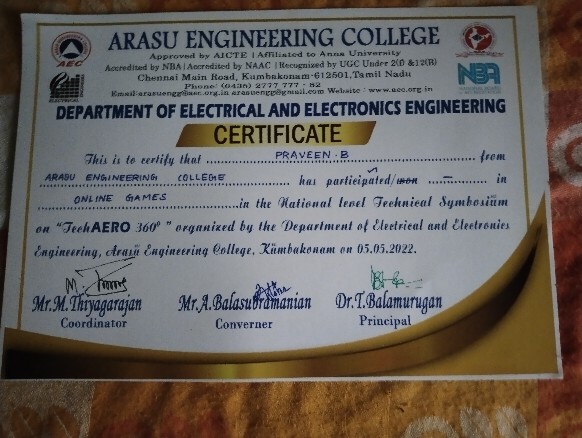 ARASU ENGINEERING COLLEGE
Approved by AICTE | Affiliated to Anna University
Accredited by NBA | Accredited by NAAC | Recognized by UGC Under 2(f) &12(B)
Chennai Main Road, Kumbakonam-612501, Tamil Nadu
Phone: (0435) 2777 777 - 82
Email:arasuengg@aec.org.in arasuengg@gmail.com Website : www.aec.org.in
AEC
ELECTRICAL
NBA
DEPARTMENT OF ELECTRICAL AND ELECTRONICS ENGINEERING
CERTIFICATE
This is to certify that PRAVEEN - B from
ARASU ENGINEERING COLLEGE has participated/won — in
ONLINE GAMES in the National level Technical Symposium
on "TechAERO 360°" organized by the Department of Electrical and Electronics
Engineering, Arasu Engineering College, Kumbakonam on 05.05.2022.
Mr.M.Thiyagarajan Mr.A.Balasubramanian Dr.T.Balamurugan
Coordinator Converner Principal